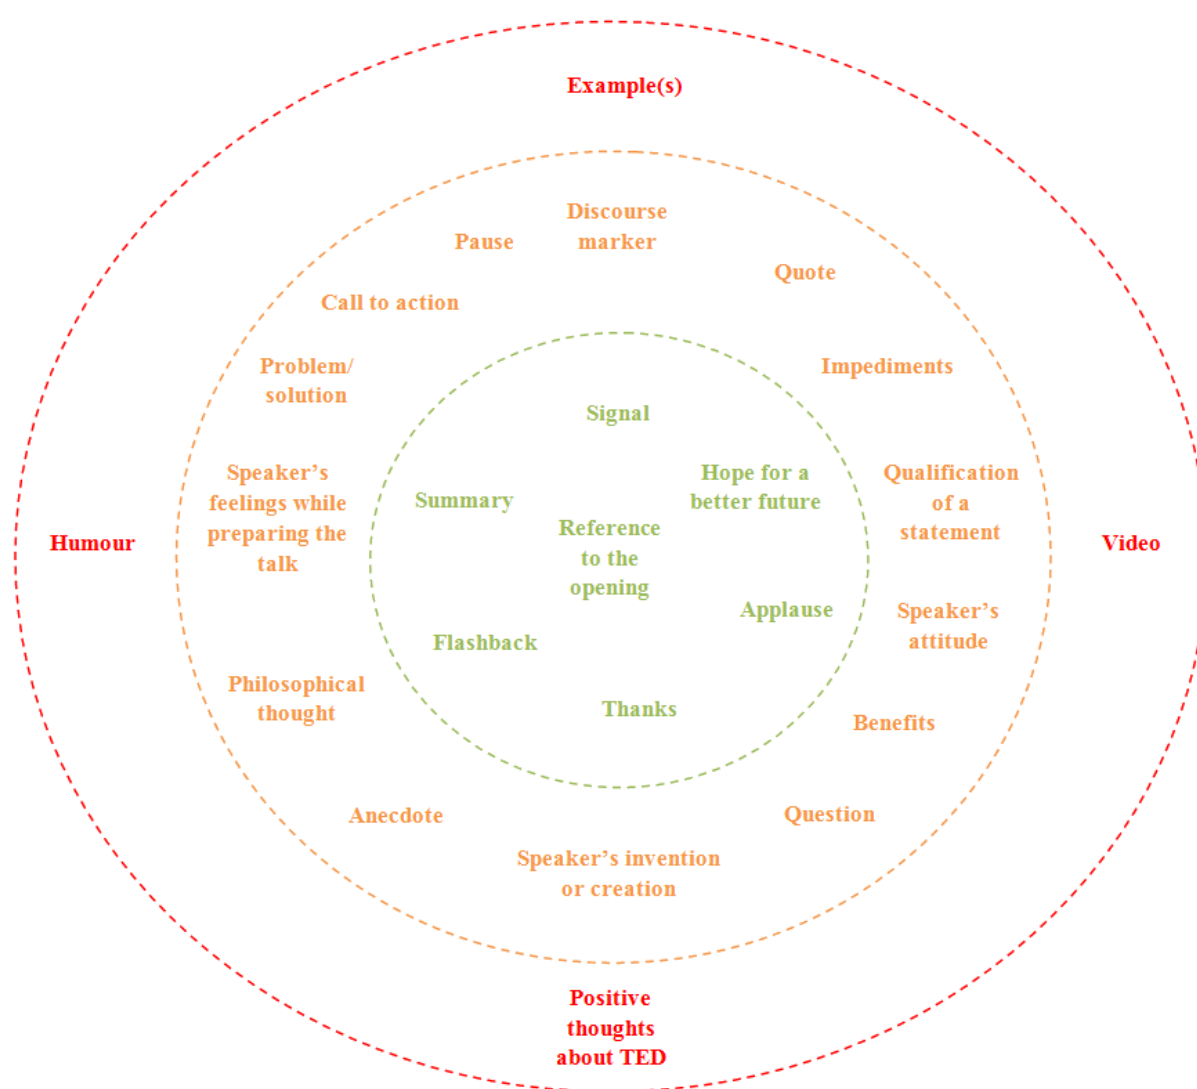 Example(s)
Discourse
marker
Pause
Quote
Call to action
Problem/
solution
Impediments
Signal
Speaker’s
feelings while
preparing the
talk
Summary
Hope for a
better future
Qualification
of a
statement
Reference
to the
opening
Humour
Video
Applause
Speaker’s
attitude
Flashback
Philosophical
thought
Thanks
Benefits
Anecdote
Question
Speaker’s invention
or creation
Positive
thoughts
about TED